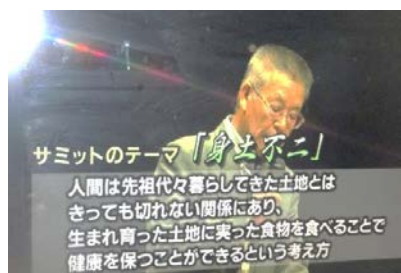 サミットのテーマ「身土不二」
人間は先祖代々暮らしてきた土地とは
きっても切れない関係にあり、
生まれ育った土地に実った食物を食べることで
健康を保つことができるという考え方